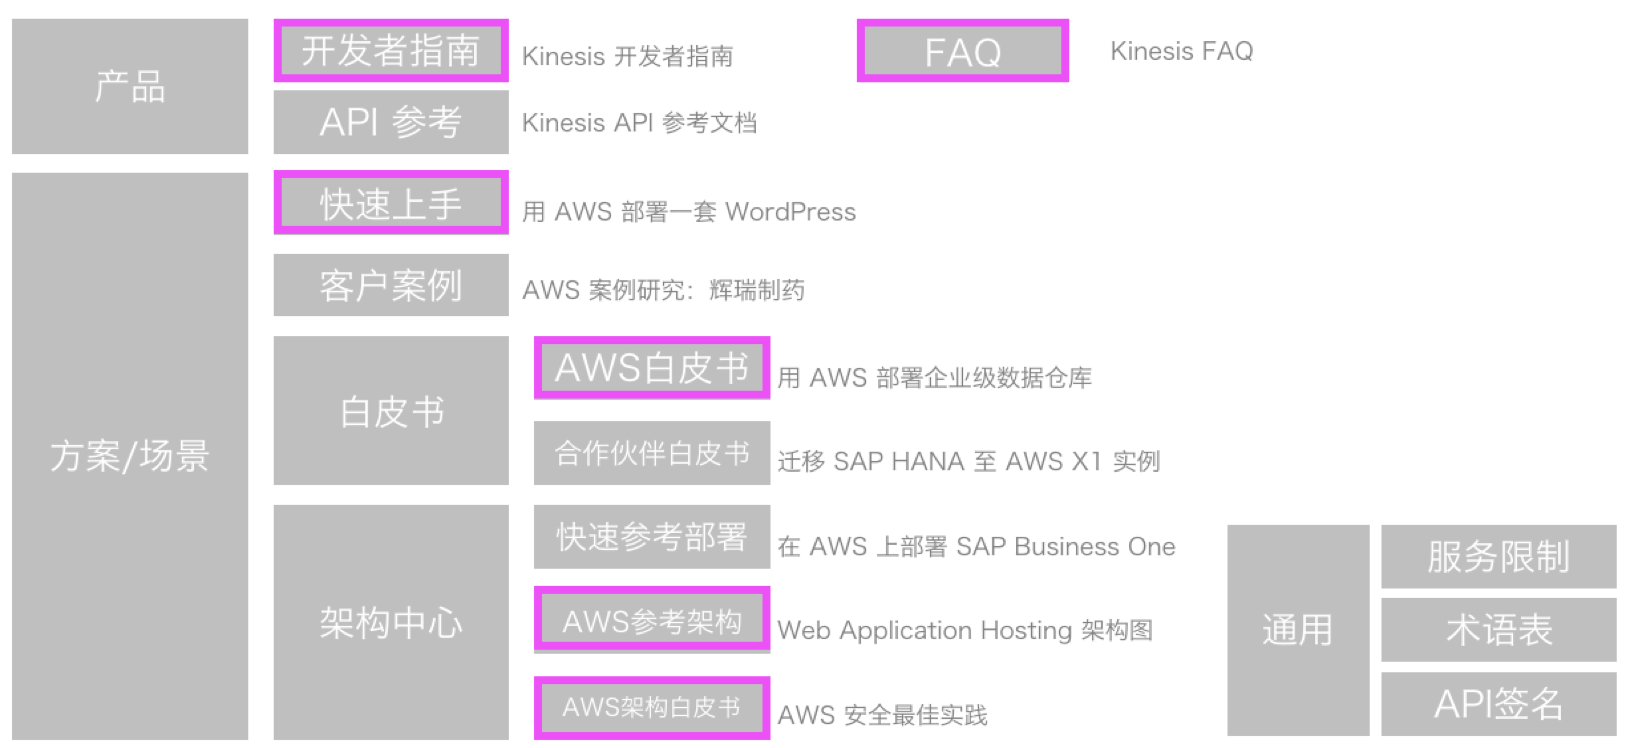 产品
开发者指南
Kinesis 开发者指南
FAQ
Kinesis FAQ
API 参考
Kinesis API 参考文档
方案/场景
快速上手
用 AWS 部署一套 WordPress
客户案例
AWS 案例研究：辉瑞制药
白皮书
AWS白皮书
用 AWS 部署企业级数据仓库
合作伙伴白皮书
迁移 SAP HANA 至 AWS X1 实例
架构中心
快速参考部署
在 AWS 上部署 SAP Business One
AWS参考架构
Web Application Hosting 架构图
AWS架构白皮书
AWS 安全最佳实践
通用
服务限制
术语表
API签名